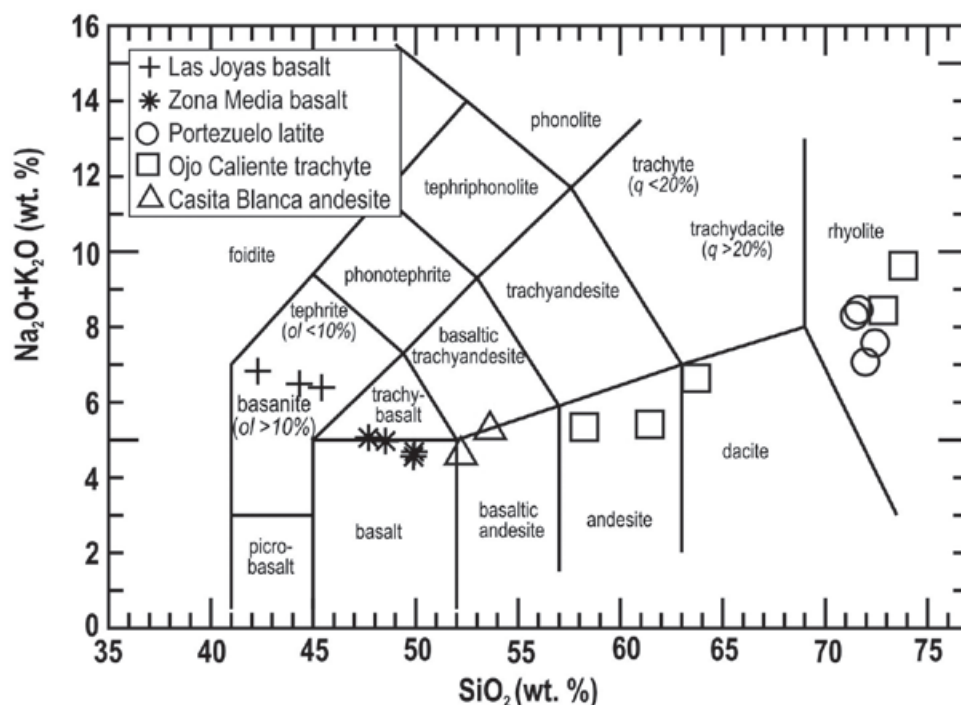 Las Joyas basalt
Zona Media basalt
Portezuelo latite
Ojo Caliente trachyte
Casita Blanca andesite
phonolite
trachyte
(q <20%)
tephriphonolite
trachydacite
(q >20%)
rhyolite
foidite
phonotephrite
trachyandesite
tephrite
(ol <10%)
basaltic
trachyandesite
trachy-
basalt
basanite
(ol >10%)
dacite
basaltic
andesite
andesite
basalt
picro-
basalt
Na₂O+K₂O (wt. %)
16
14
12
10
8
6
4
2
0
35
40
45
50
55
60
65
70
75
SiO₂ (wt. %)